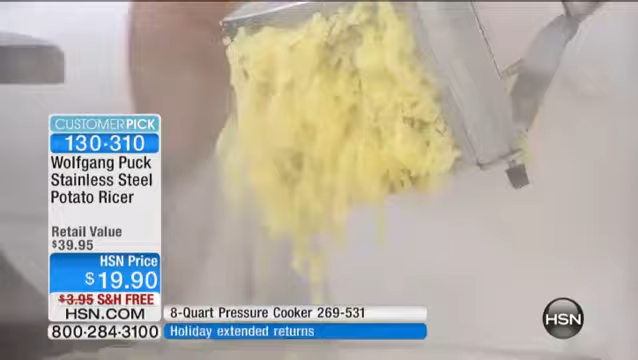 CUSTOMERPICK
130-310
Wolfgang Puck
Stainless Steel
Potato Ricer
Retail Value
$39.95
HSN Price
$19.90
$3.95 S&H FREE
HSN.COM
800-284-3100
8-Quart Pressure Cooker 269-531
Holiday extended returns
HSN